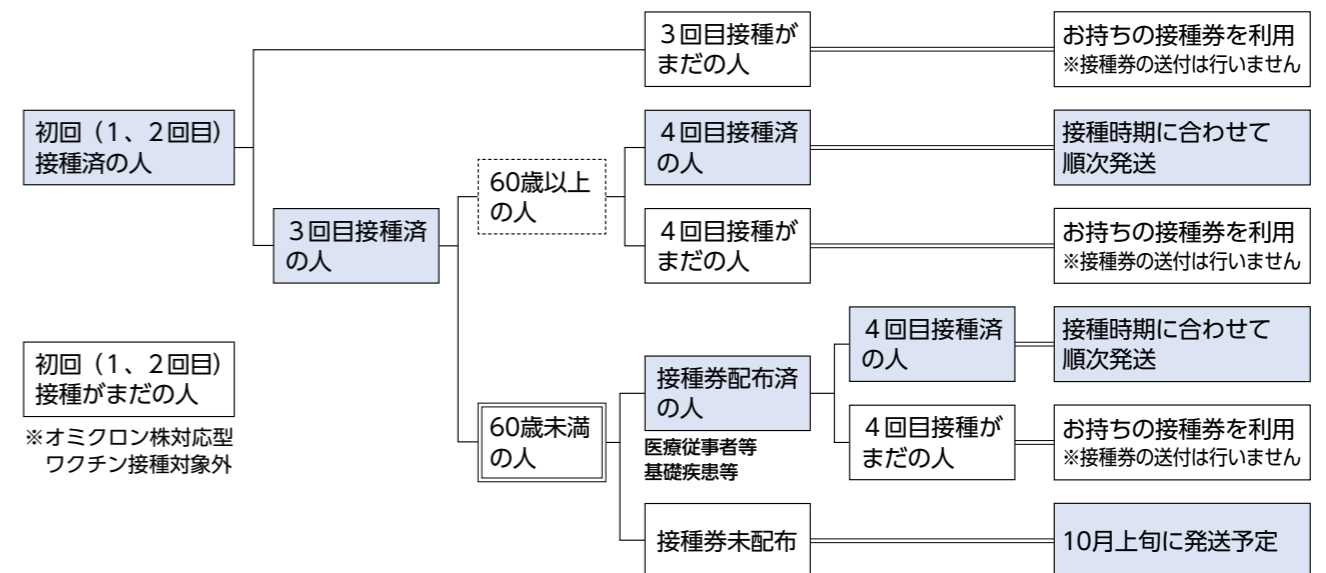 3回目接種が
まだの人
お持ちの接種券を利用
※接種券の送付は行いません
初回（1、2回目）
接種済の人
4回目接種済
の人
接種時期に合わせて
順次発送
60歳以上
の人
3回目接種済
の人
4回目接種が
まだの人
お持ちの接種券を利用
※接種券の送付は行いません
初回（1、2回目）
接種がまだの人
※オミクロン株対応型
ワクチン接種対象外
60歳未満
の人
接種券配布済
の人
医療従事者等
基礎疾患等
4回目接種済
の人
接種時期に合わせて
順次発送
4回目接種が
まだの人
お持ちの接種券を利用
※接種券の送付は行いません
接種券未配布
10月上旬に発送予定